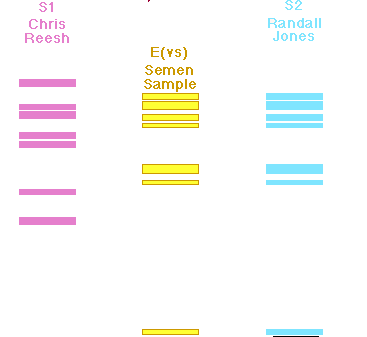 S1
Chris
Reesh
E(vs)
Semen
Sample
S2
Randall
Jones